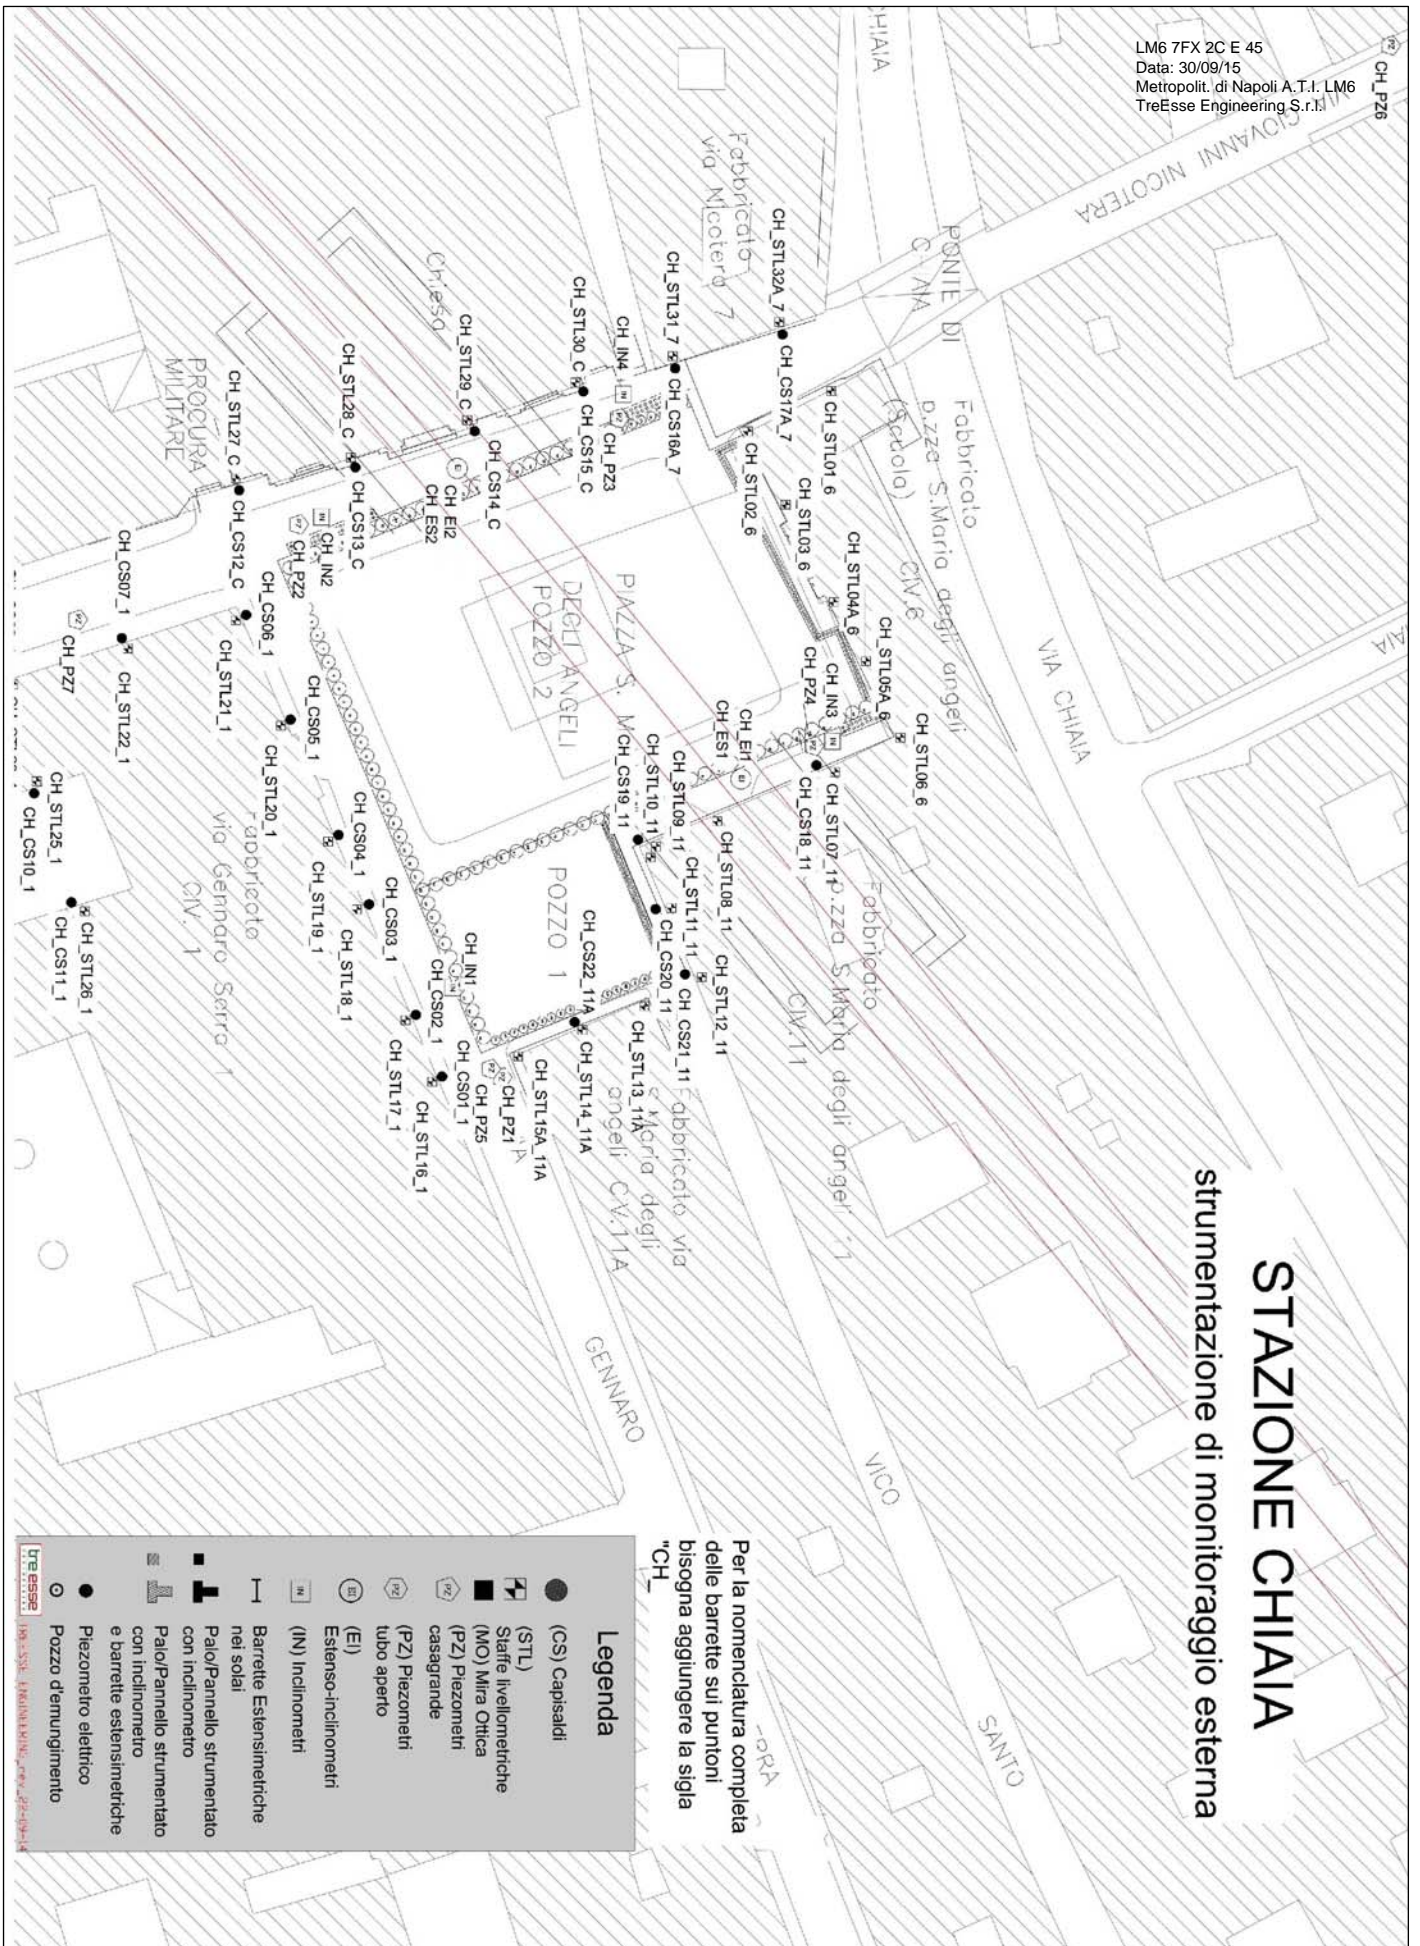 LM6 7FX 2C E 45
Data: 30/09/15
Metropolit. di Napoli A.T.I. LM6
TreEsse Engineering S.r.l.
STAZIONE CHIAIA
strumentazione di monitoraggio esterna
CH_PZ6
VIA GIOVANNI NICOTERA
CHIAIA
PONTE DI
VIA CHIAIA
Fabbricato
via Nicotera 7
Fabbricato
p.zza S.Maria degli angeli
(Scuola) CIV.6
CH_STL32A_7
CH_CS17A_7
CH_STL31_7
CH_CS16A_7
CH_IN4
CH_PZ3
CH_STL30_C
CH_CS15_C
CH_STL29_C
CH_CS14_C
CH_EI2
CH_ES2
CH_STL28_C
CH_CS13_C
CH_STL27_C
CH_CS12_C
CH_IN2
CH_PZ2
Chiesa
PROCURA
MILITARE
CH_STL01_6
CH_STL02_6
CH_STL03_6
CH_STL04A_6
CH_STL05A_6
CH_STL06_6
CH_IN3
CH_PZ4
CH_EI1
CH_ES1
CH_STL07_11
CH_CS18_11
CH_STL08_11
CH_STL09_11
CH_STL10_11
CH_CS19_11
CH_STL11_11
CH_CS20_11
CH_STL12_11
CH_CS21_11
CH_STL13_11A
CH_CS22_11A
CH_STL14_11A
CH_STL15A_11A
CH_PZ1
CH_PZ5
PIAZZA S. M
DEGLI ANGELI
POZZO 2
POZZO 1
Fabbricato
p.zza S.Maria degli angeli 11
CIV.11
Fabbricato via
S.Maria degli
angeli CV.11A
CH_IN1
CH_CS01_1
CH_STL16_1
CH_CS02_1
CH_STL17_1
CH_CS03_1
CH_STL18_1
CH_CS04_1
CH_STL19_1
CH_CS05_1
CH_STL20_1
CH_CS06_1
CH_STL21_1
CH_CS07_1
CH_STL22_1
CH_PZ7
CH_STL25_1
CH_CS10_1
CH_STL26_1
CH_CS11_1
Fabbricato
via Gennaro Serra 1
CIV. 1
GENNARO
VICO
SANTO
Per la nomenclatura completa
delle barrette sui puntoni
bisogna aggiungere la sigla
"CH_
Legenda
(CS) Capisaldi
(STL)
Staffe livellometriche
(MO) Mira Ottica
(PZ) Piezometri
casagrande
(PZ) Piezometri
tubo aperto
(EI)
Estenso-inclinometri
(IN) Inclinometri
Barrette Estensimetriche
nei solai
Palo/Pannello strumentato
con inclinometro
Palo/Pannello strumentato
con inclinometro
e barrette estensimetriche
Piezometro elettrico
Pozzo d'emungimento
tre esse